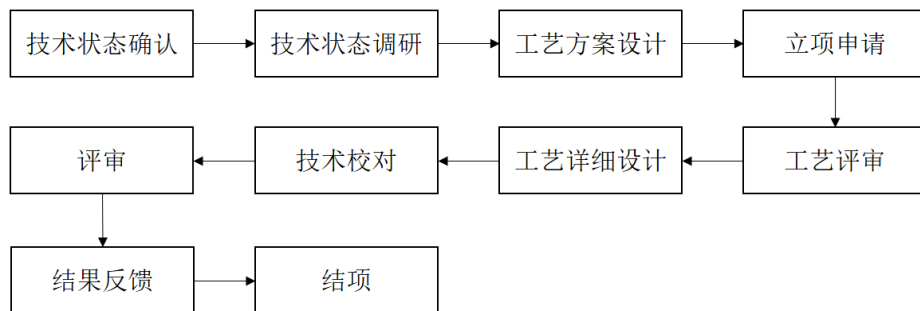 技术状态确认
技术状态调研
工艺方案设计
立项申请
工艺评审
工艺详细设计
技术校对
评审
结果反馈
结项